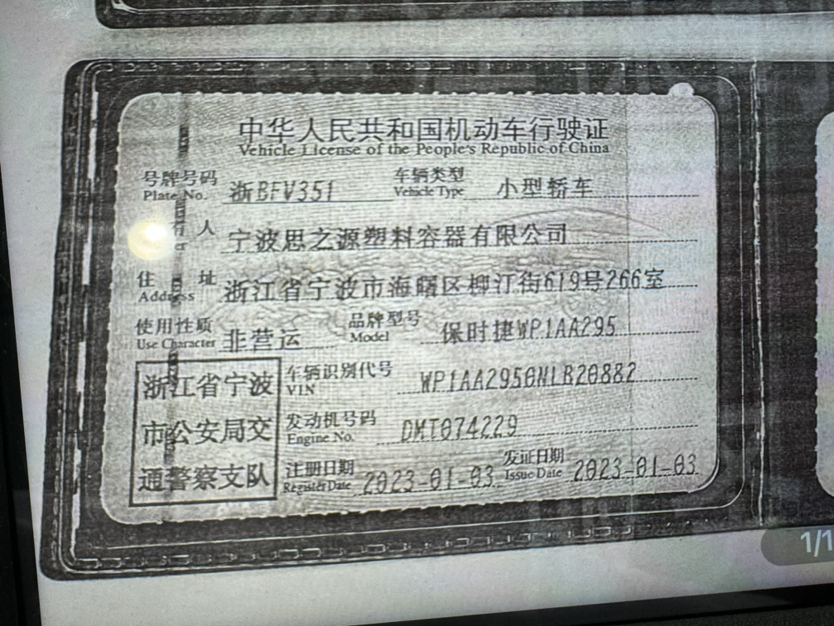 中华人民共和国机动车行驶证
Vehicle License of the People's Republic of China
号牌号码 浙BFV351 车辆类型 小型轿车
Plate No. Vehicle Type
人 宁波思之源塑料容器有限公司
住 址 浙江省宁波市海曙区柳汀街619号266室
Address
使用性质 非营运 品牌型号 保时捷WP1AA295
Use Character Model
浙江省宁波 车辆识别代号 WP1AA2950NLB20882
VIN
市公安局交 发动机号码 DMT074229
Engine No.
通警察支队 注册日期 2023-01-03 发证日期 2023-01-03
Register Date Issue Date
1/1